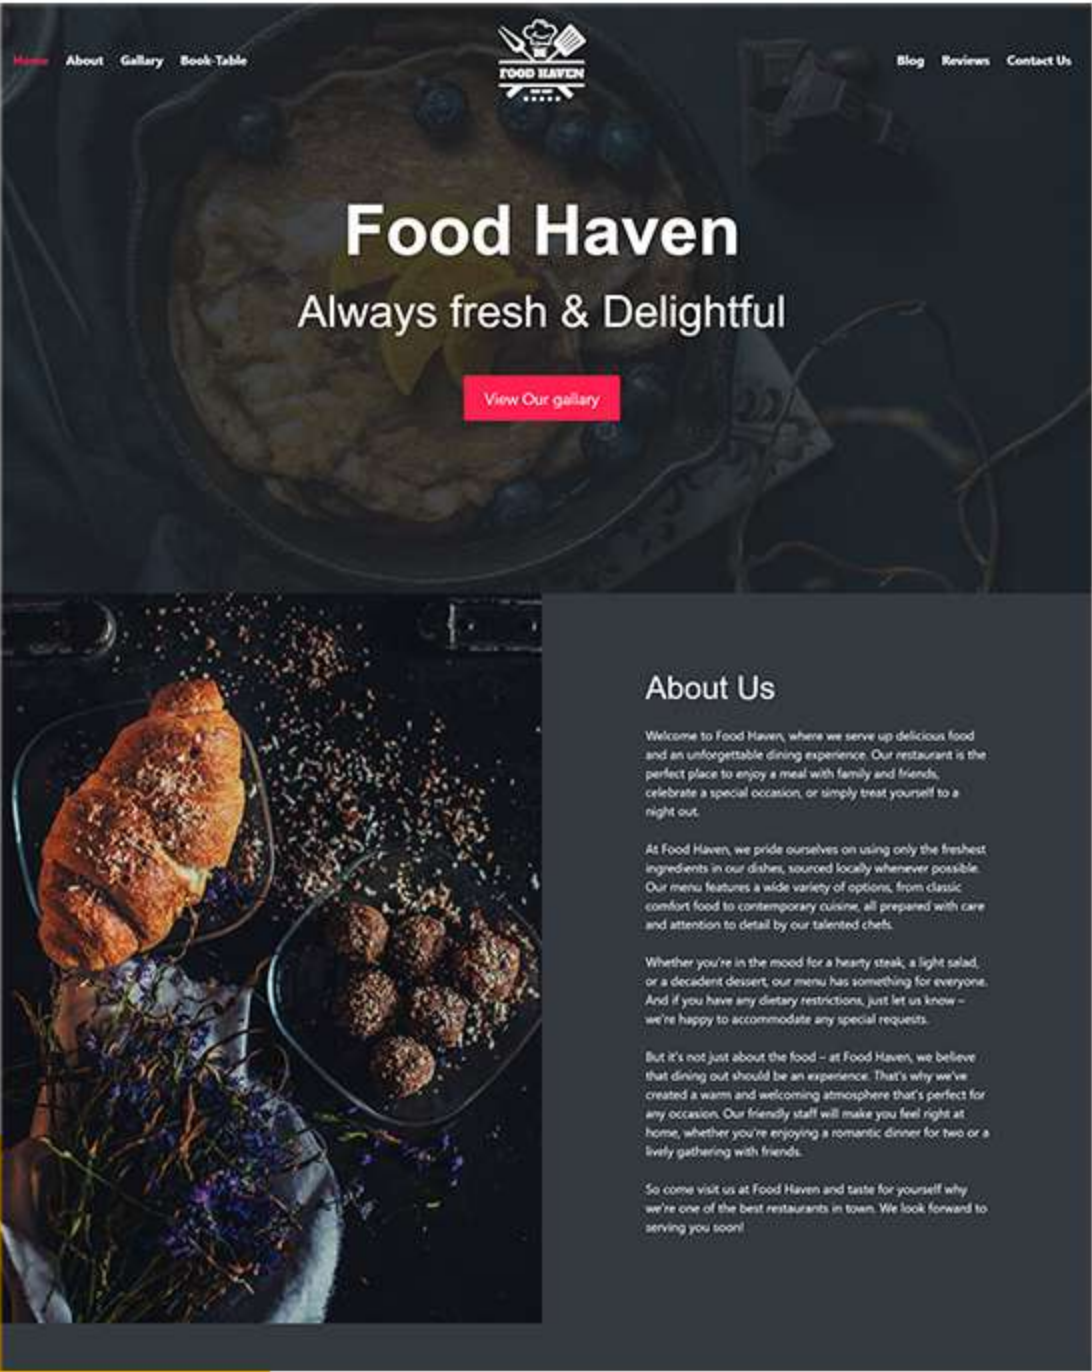 Home About Gallary Book-Table
FOOD HAVEN
Blog Reviews Contact Us
Food Haven
Always fresh & Delightful
View Our gallary
About Us
Welcome to Food Haven, where we serve up delicious food
and an unforgettable dining experience. Our restaurant is the
perfect place to enjoy a meal with family and friends,
celebrate a special occasion, or simply treat yourself to a
night out.
At Food Haven, we pride ourselves on using only the freshest
ingredients in our dishes, sourced locally whenever possible.
Our menu features a wide variety of options, from classic
comfort food to contemporary cuisine, all prepared with care
and attention to detail by our talented chefs.
Whether you're in the mood for a hearty steak, a light salad,
or a decadent dessert, our menu has something for everyone.
And if you have any dietary restrictions, just let us know –
we're happy to accommodate any special requests.
But it's not just about the food – at Food Haven, we believe
that dining out should be an experience. That's why we've
created a warm and welcoming atmosphere that's perfect for
any occasion. Our friendly staff will make you feel right at
home, whether you're enjoying a romantic dinner for two or a
lively gathering with friends.
So come visit us at Food Haven and taste for yourself why
we're one of the best restaurants in town. We look forward to
serving you soon!